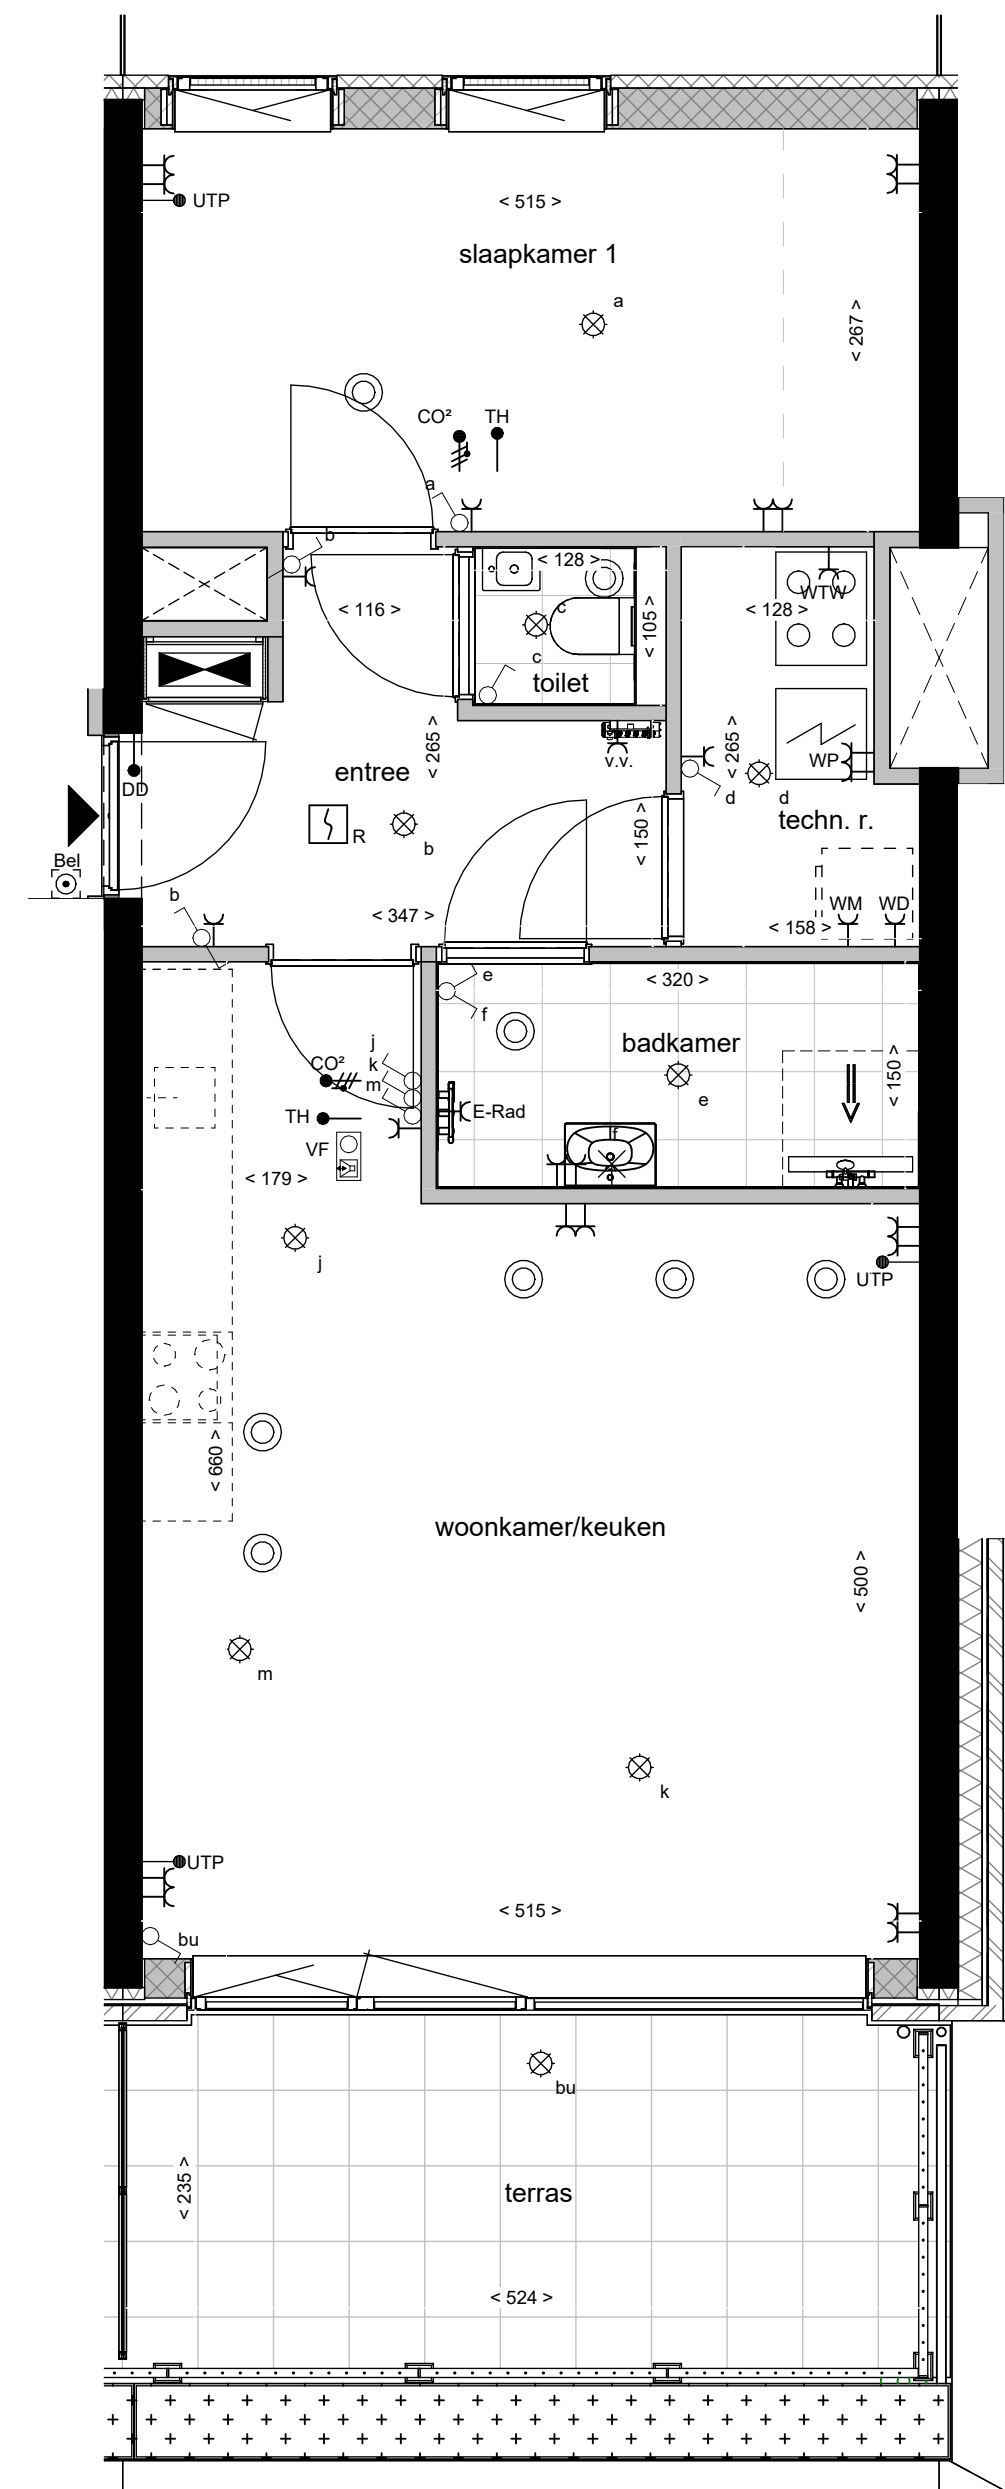 UTP
< 515 >
slaapkamer 1
a
< 267 >
CO²
TH
a
b
< 128 >
WTW
< 116 >
c
< 105 >
< 128 >
c
toilet
< 265 >
v.v.
< 265 >
WP
entree
d
d
DD
techn. r.
R
b
< 150 >
Bel
b
WM
WD
< 347 >
< 158 >
e
< 320 >
f
j
badkamer
CO²
k
m
e
< 150 >
TH
E-Rad
VF
f
< 179 >
j
UTP
< 660 >
woonkamer/keuken
< 500 >
m
k
UTP
< 515 >
bu
bu
< 235 >
terras
< 524 >